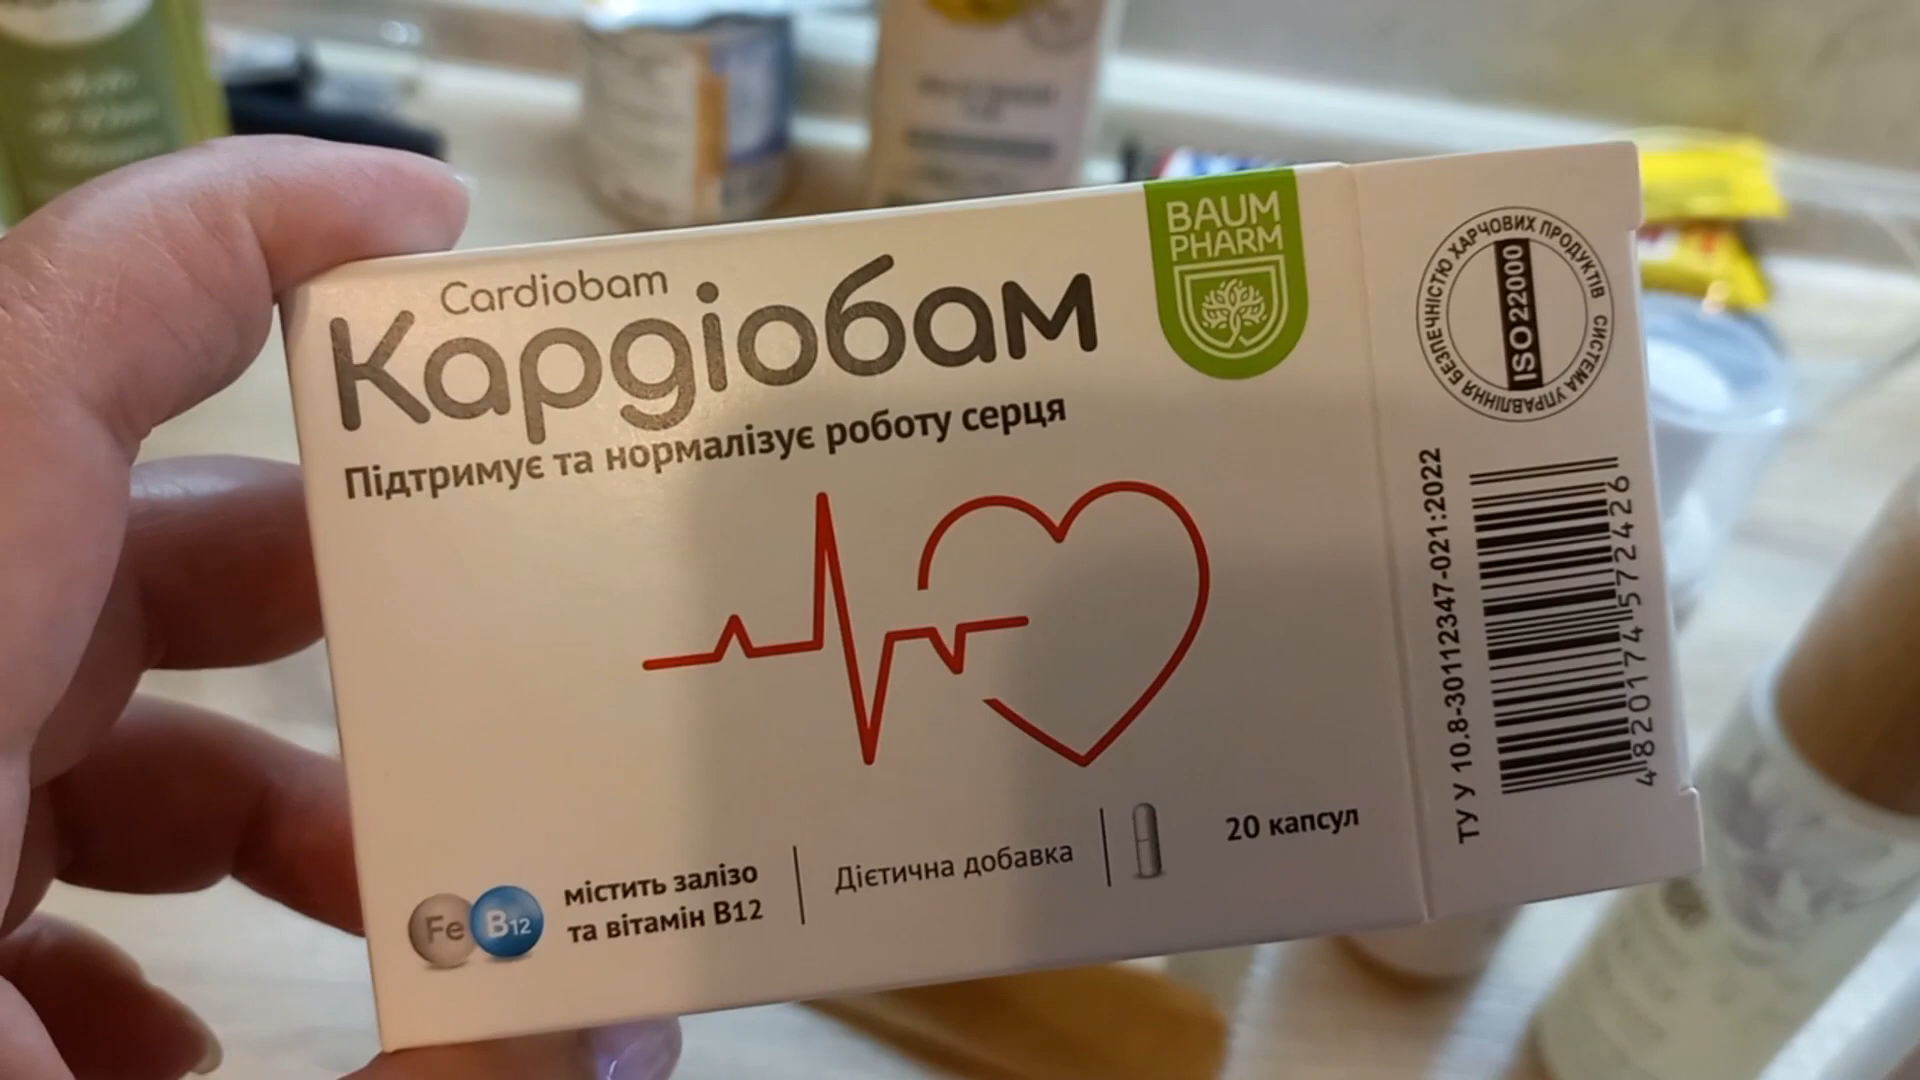 Cardiobam
Кардіобам
Підтримує та нормалізує роботу серця
BAUM
PHARM
Fe B12
містить залізо
та вітамін B12
Дієтична добавка
20 капсул
СИСТЕМА УПРАВЛІННЯ БЕЗПЕЧНІСТЮ ХАРЧОВИХ ПРОДУКТІВ
ISO22000
ТУ У 10.8-30112347-021:2022
4820174572426